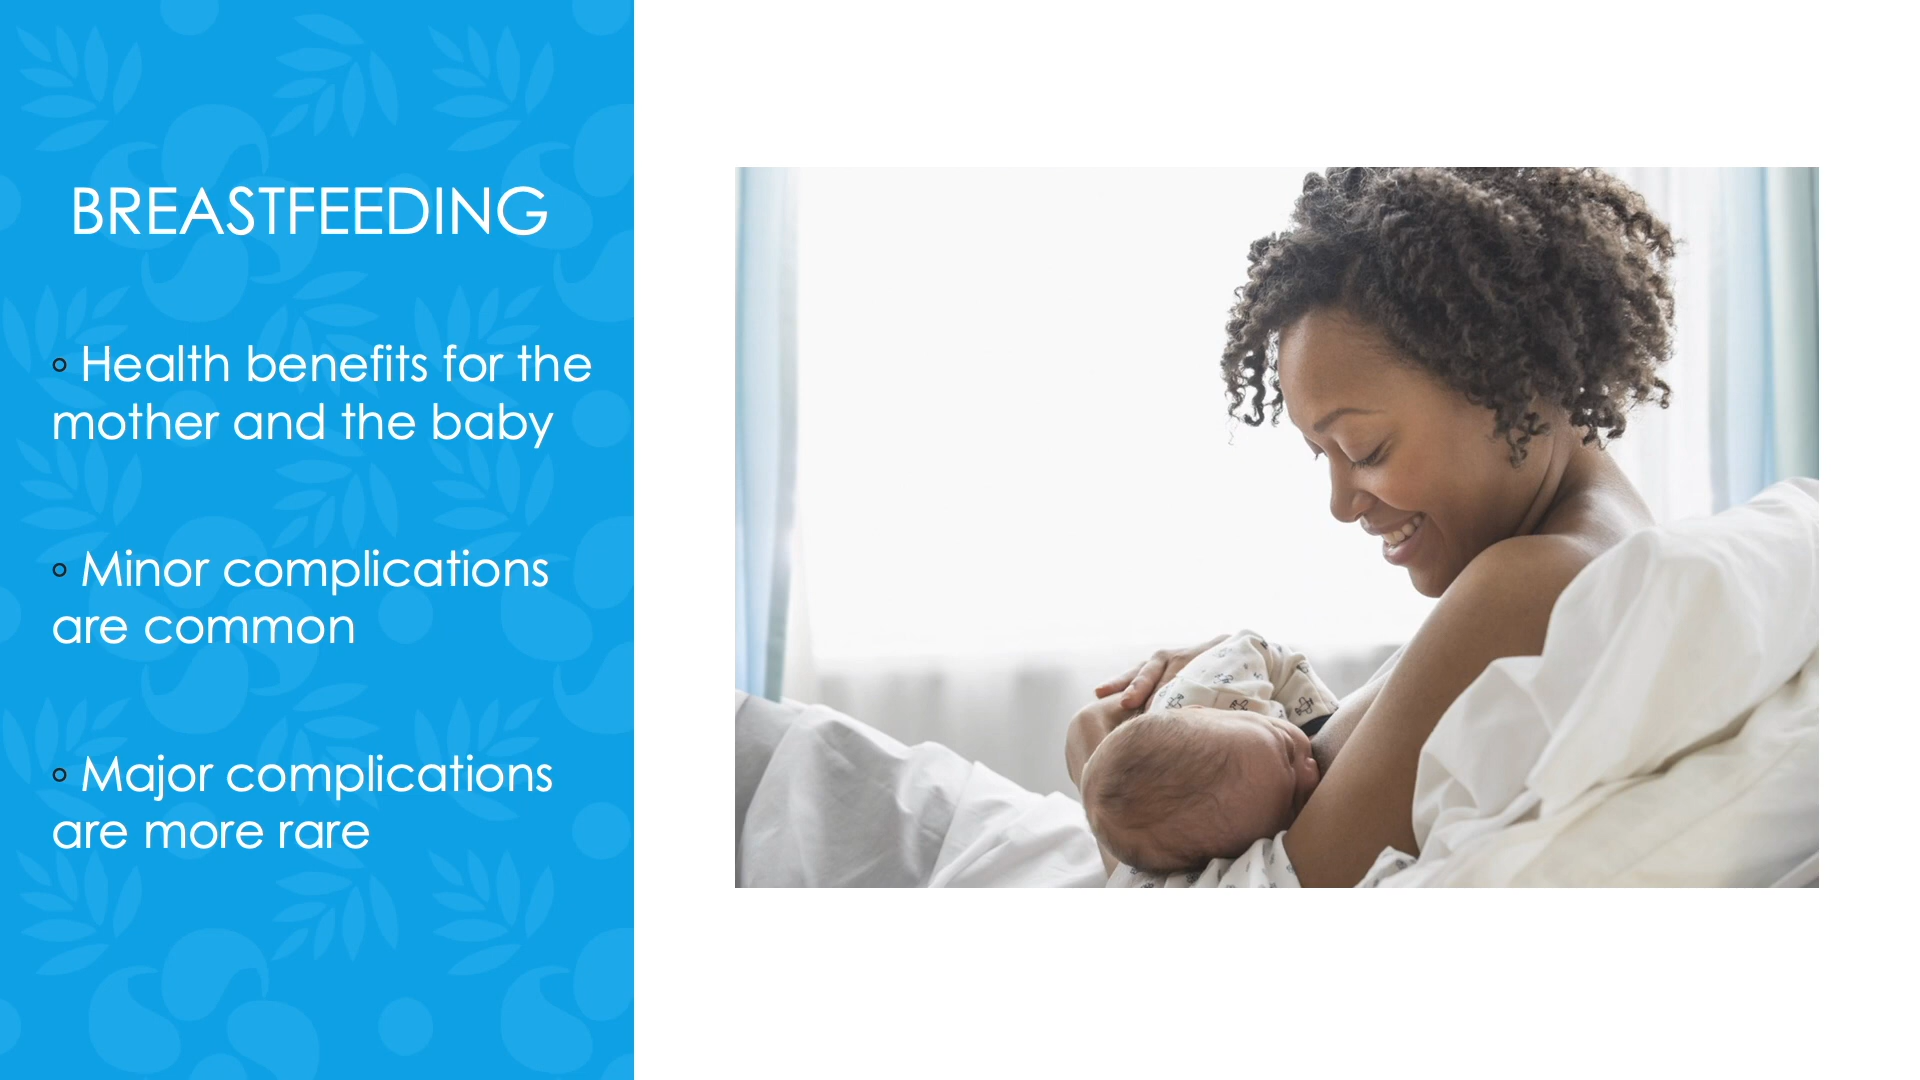 BREASTFEEDING
◦ Health benefits for the
mother and the baby
◦ Minor complications
are common
◦ Major complications
are more rare